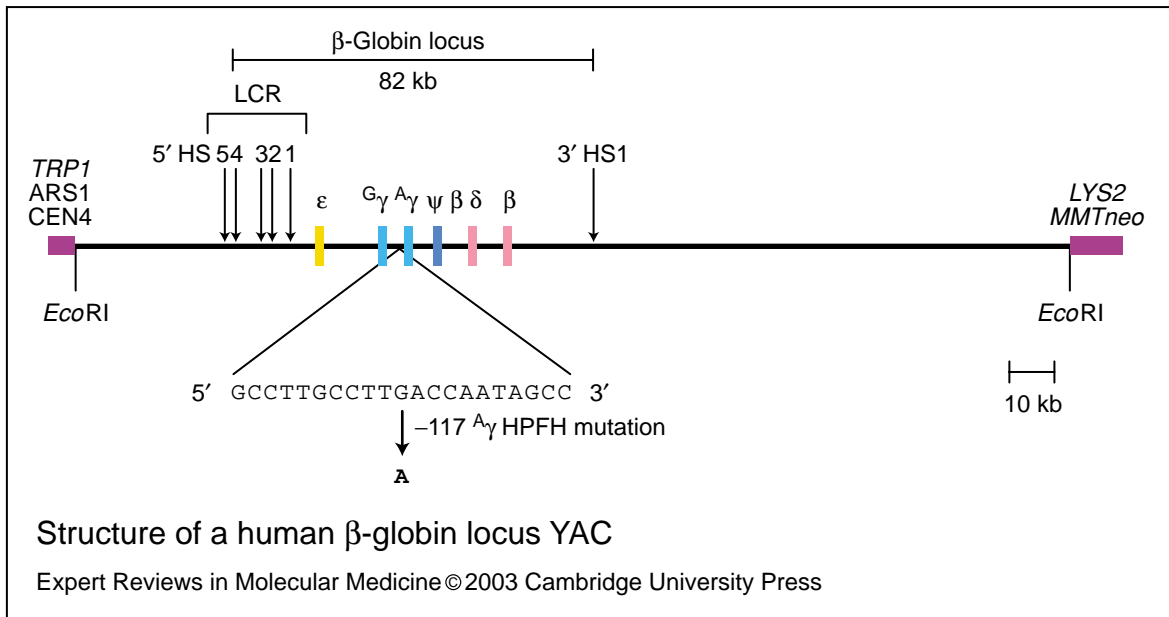 β-Globin locus
82 kb
LCR
5′ HS 54 32 1
3′ HS1
TRP1
ARS1
CEN4
ε
Gγ Aγ ψ β δ β
LYS2
MMTneo
EcoRI
EcoRI
5′ GCCTTGCCTTGACCAATAGCC 3′
10 kb
–117 Aγ HPFH mutation
A
Structure of a human β-globin locus YAC
Expert Reviews in Molecular Medicine © 2003 Cambridge University Press